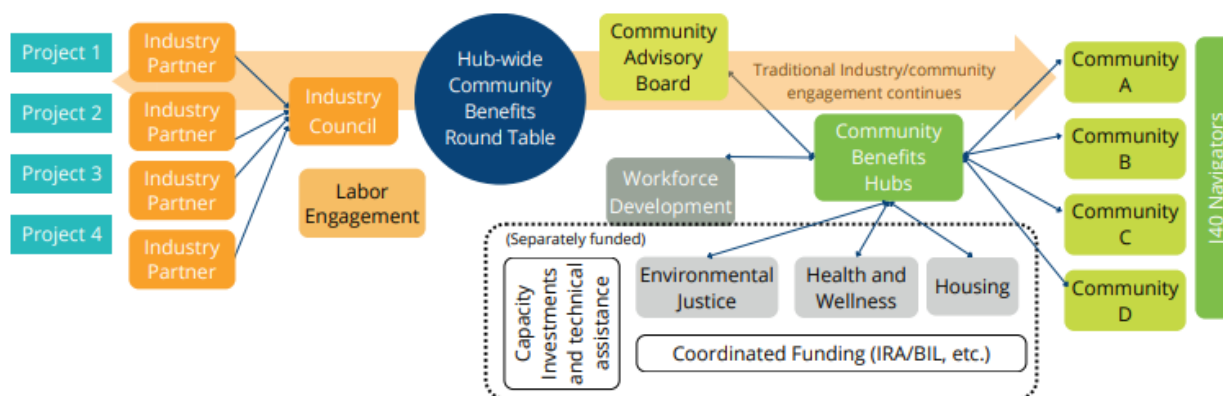 Project 1
Project 2
Project 3
Project 4
Industry
Partner
Industry
Partner
Industry
Partner
Industry
Partner
Industry
Council
Labor
Engagement
Hub-wide
Community
Benefits
Round Table
Community
Advisory
Board
Traditional Industry/community
engagement continues
Community
Benefits
Hubs
Workforce
Development
(Separately funded)
Capacity
Investments
and technical
assistance
Environmental
Justice
Health and
Wellness
Housing
Coordinated Funding (IRA/BIL, etc.)
Community
A
Community
B
Community
C
Community
D
J40 Navigators